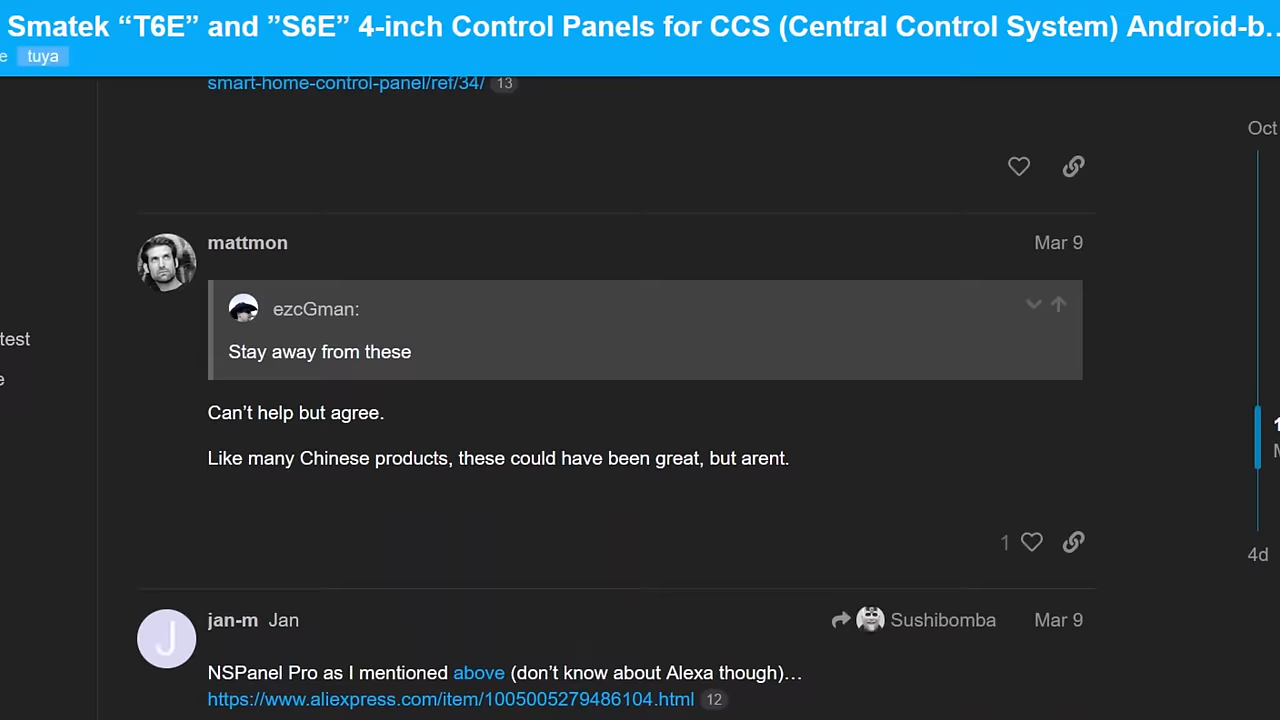 Smatek “T6E” and ”S6E” 4-inch Control Panels for CCS (Central Control System) Android-b…
e tuya
smart-home-control-panel/ref/34/ 13
Oct
mattmon Mar 9
ezcGman:
Stay away from these
test
e
Can’t help but agree.
Like many Chinese products, these could have been great, but arent.
1
4d
J
jan-m Jan Sushibomba Mar 9
NSPanel Pro as I mentioned above (don’t know about Alexa though)…
https://www.aliexpress.com/item/1005005279486104.html 12